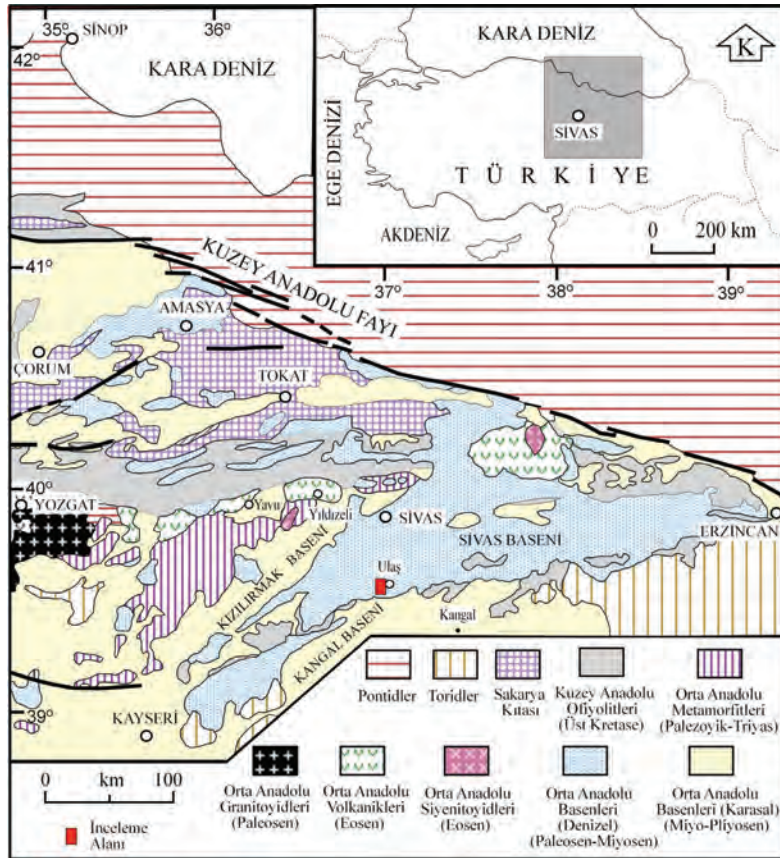 35°
36°
42°
SİNOP
KARA DENİZ
KARA DENİZ
K
EGE DENİZİ
SİVAS
T Ü R K İ Y E
AKDENİZ
0 200 km
41°
37°
38°
39°
KUZEY ANADOLU FAYI
AMASYA
ÇORUM
TOKAT
40°
YOZGAT
Yavu
Yıldızeli
SİVAS
SİVAS BASENİ
ERZİNCAN
KIZILIRMAK BASENİ
Ulaş
KANGAL BASENİ
Kangal
39°
KAYSERİ
0 km 100
İnceleme
Alanı
Pontidler
Toridler
Sakarya
Kıtası
Kuzey Anadolu
Ofiyolitleri
(Üst Kretase)
Orta Anadolu
Metamorfitleri
(Palezoyik-Triyas)
Orta Anadolu
Granitoyidleri
(Paleosen)
Orta Anadolu
Volkanikleri
(Eosen)
Orta Anadolu
Siyenitoyidleri
(Eosen)
Orta Anadolu
Basenleri
(Denizel)
(Paleosen-Miyosen)
Orta Anadolu
Basenleri (Karasal)
(Miyo-Pliyosen)